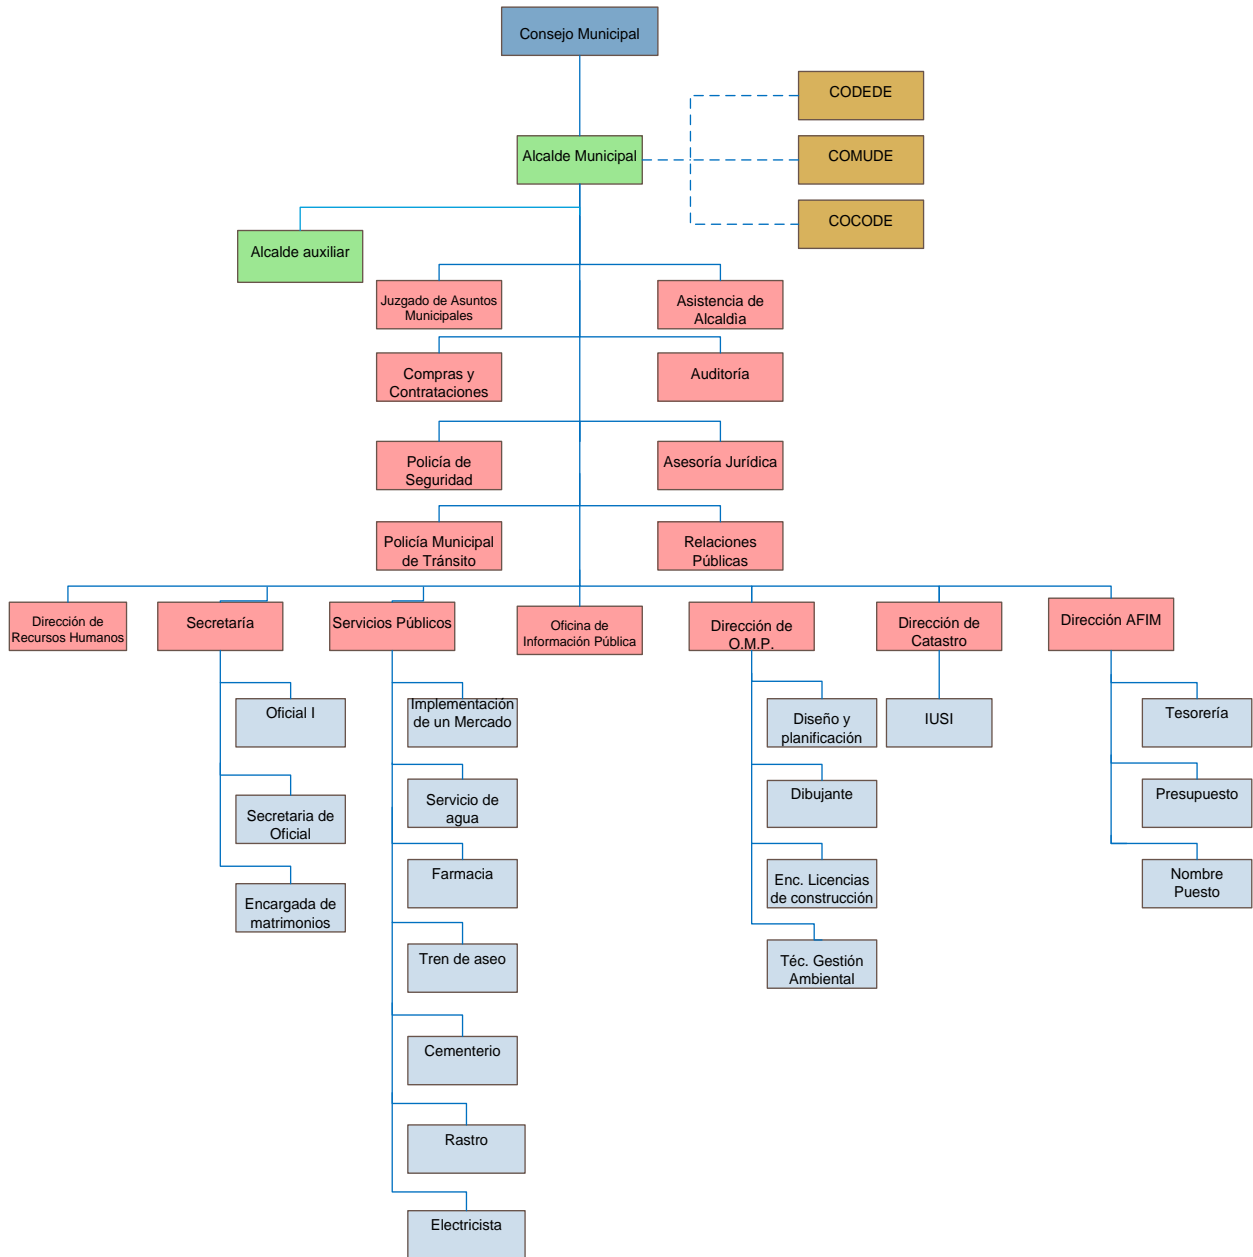 Consejo Municipal
CODEDE
Alcalde Municipal
COMUDE
COCODE
Alcalde auxiliar
Juzgado de Asuntos
Municipales
Asistencia de
Alcaldìa
Compras y
Contrataciones
Auditoría
Policía de
Seguridad
Asesoría Jurídica
Policía Municipal
de Tránsito
Relaciones
Públicas
Dirección de
Recursos Humanos
Secretaría
Servicios Públicos
Oficina de
Información Pública
Dirección de
O.M.P.
Dirección de
Catastro
Dirección AFIM
Oficial I
Implementación
de un Mercado
Diseño y
planificación
IUSI
Tesorería
Secretaria de
Oficial
Servicio de
agua
Dibujante
Presupuesto
Encargada de
matrimonios
Farmacia
Enc. Licencias
de construcción
Nombre
Puesto
Tren de aseo
Téc. Gestión
Ambiental
Cementerio
Rastro
Electricista